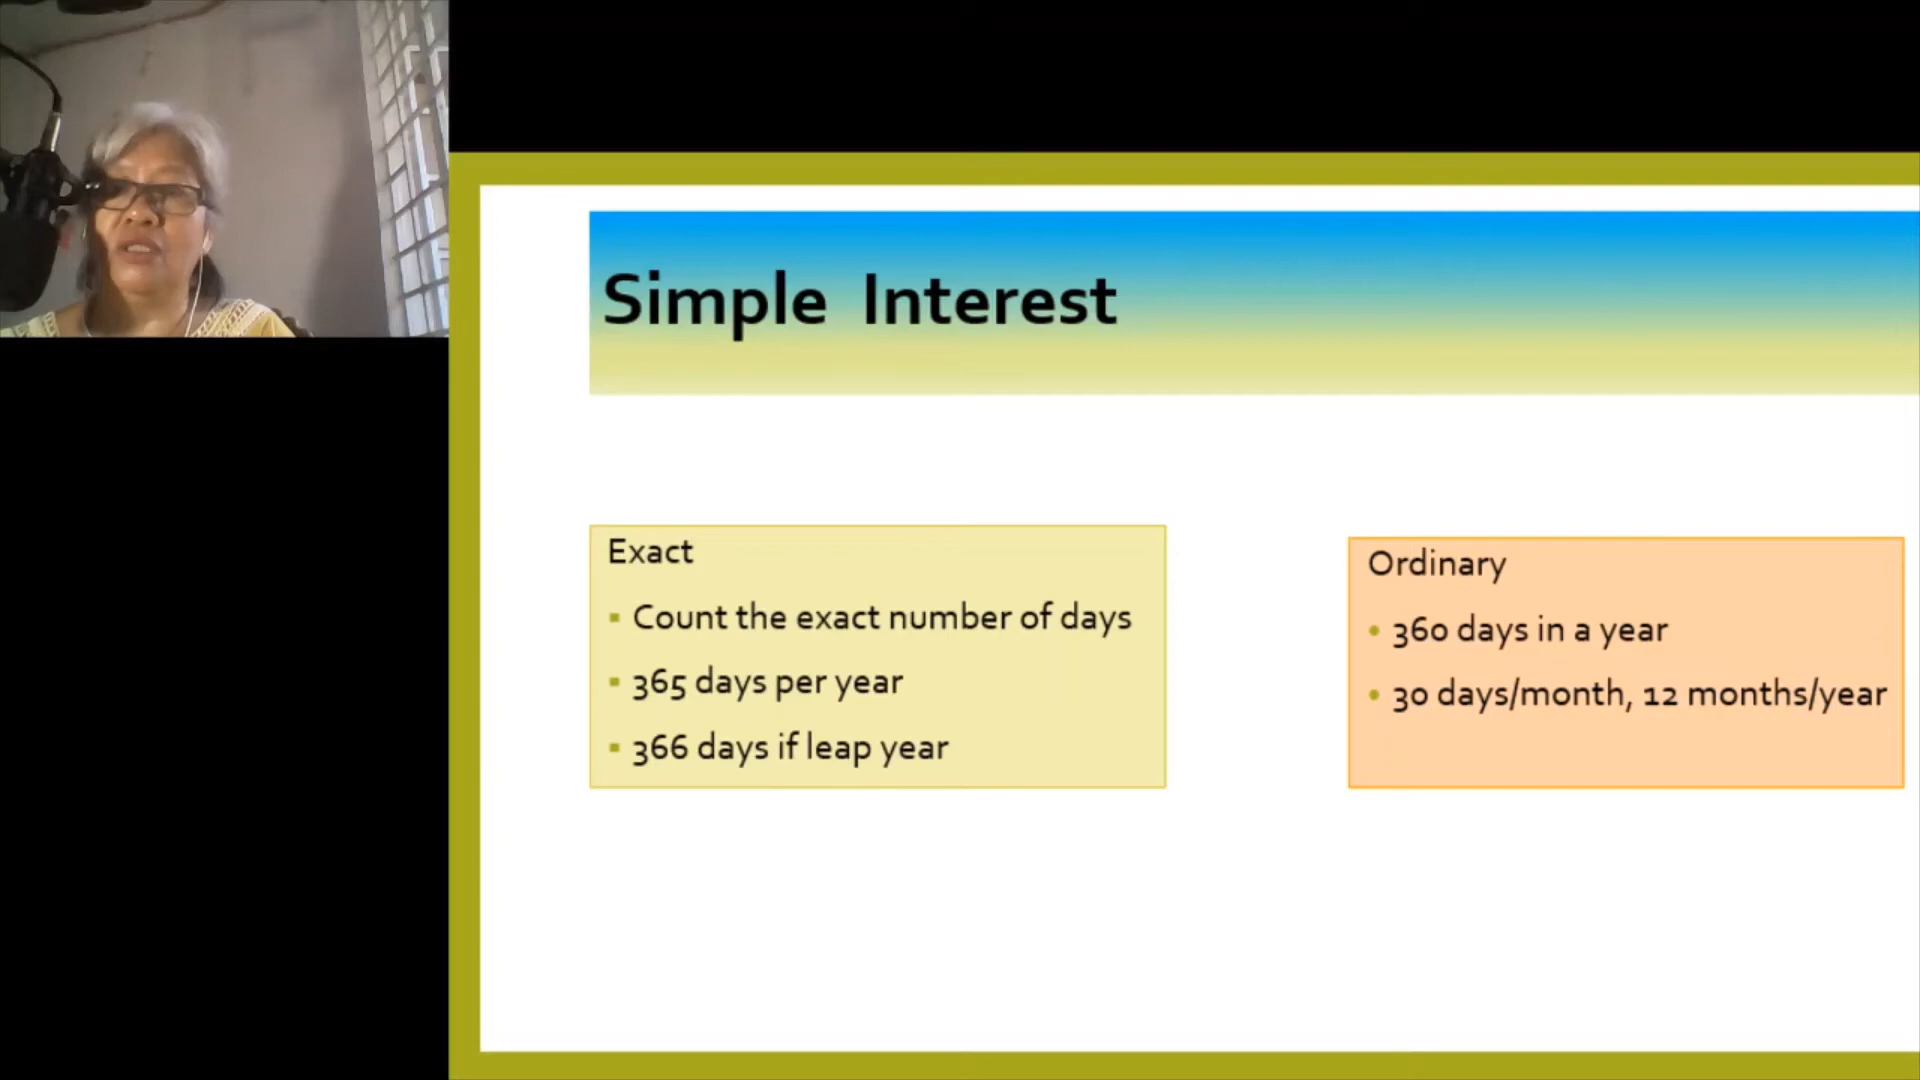 Simple Interest
Exact
▪ Count the exact number of days
▪ 365 days per year
▪ 366 days if leap year
Ordinary
• 360 days in a year
• 30 days/month, 12 months/year